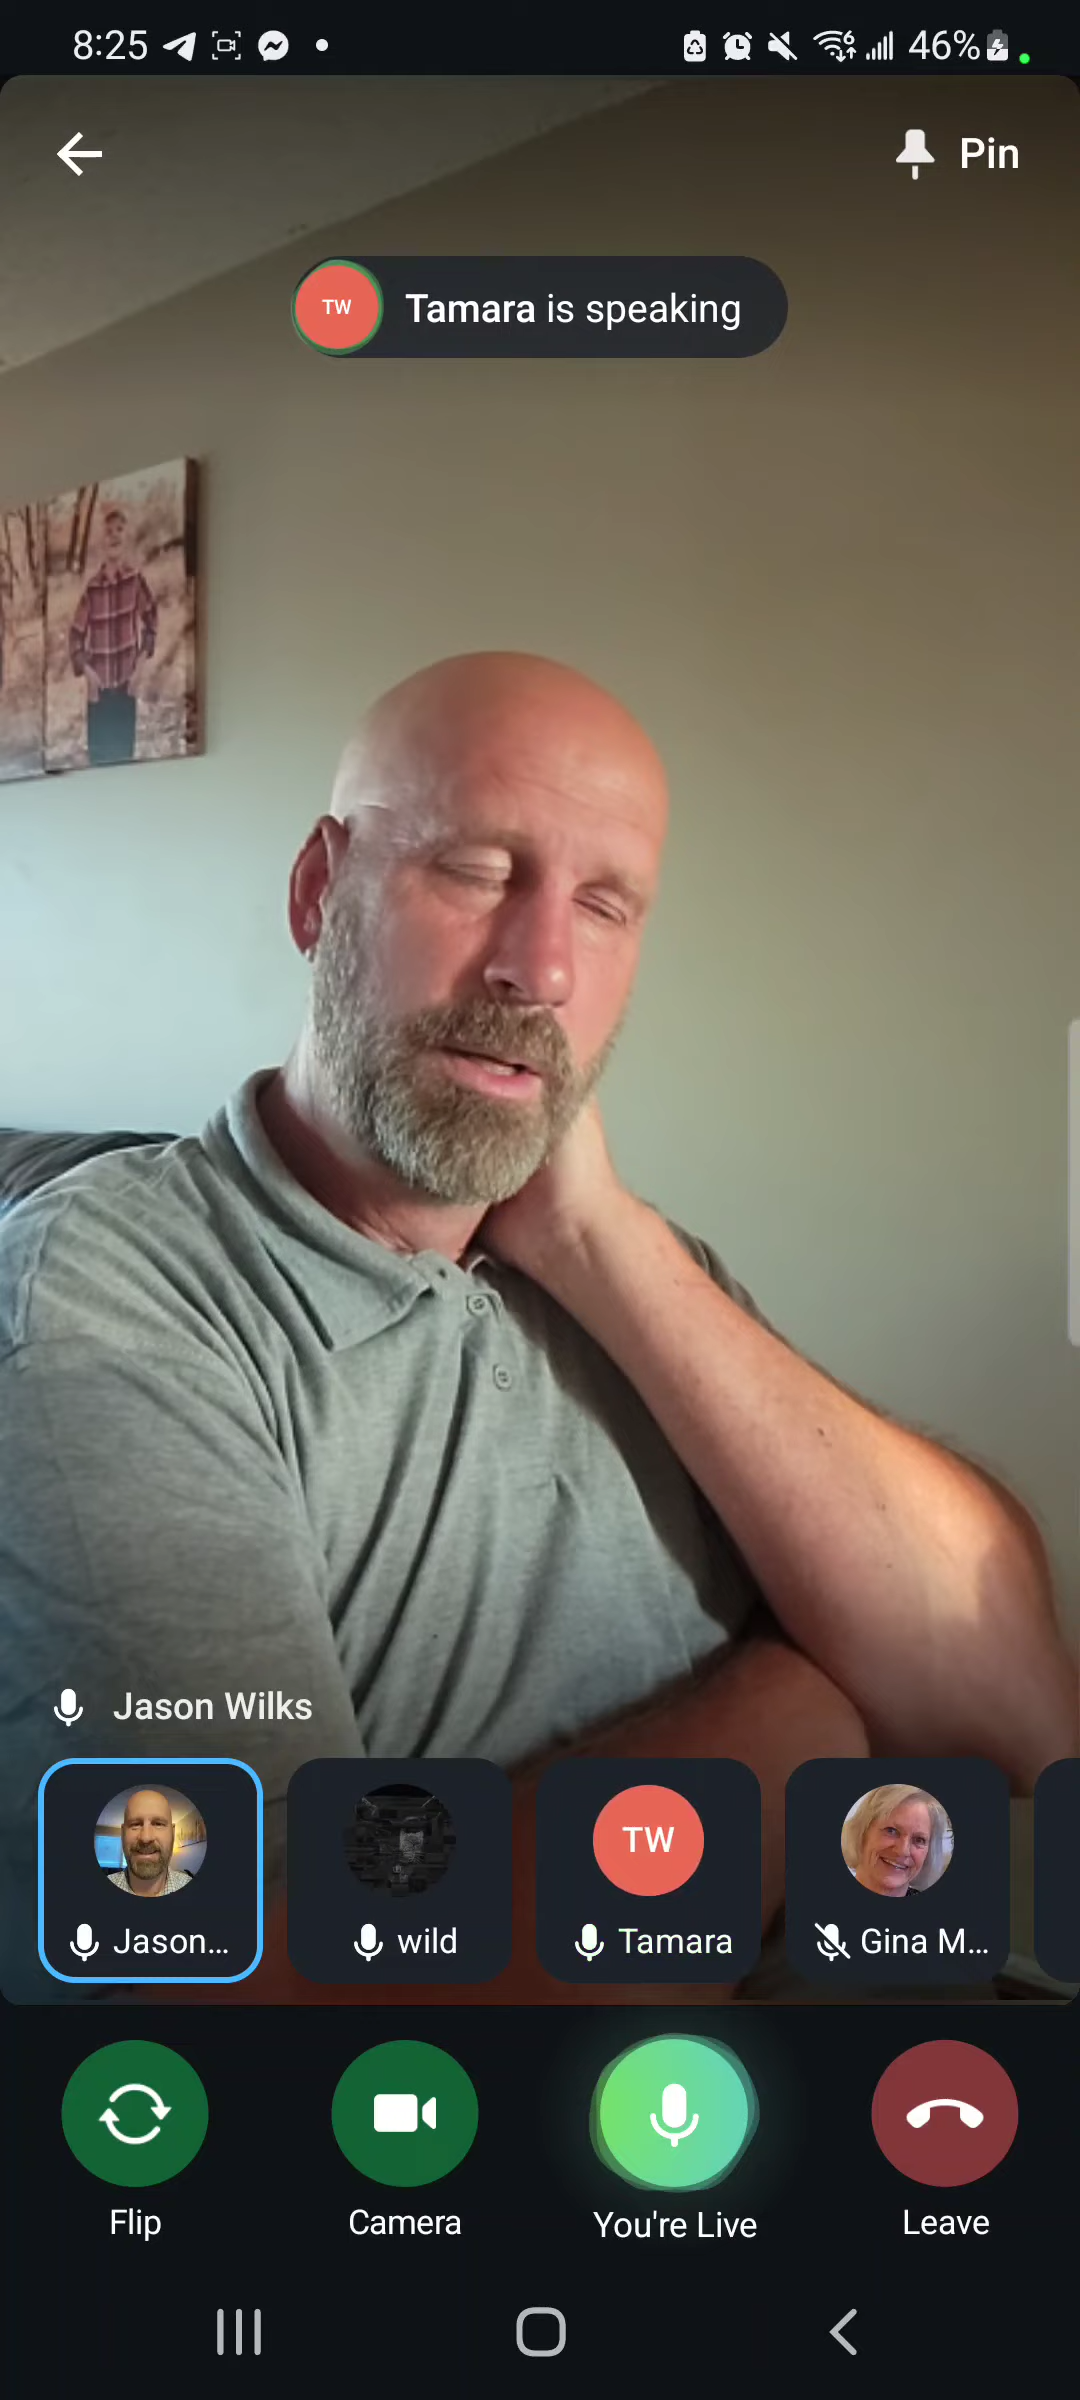 8:25
46%
Pin
TW
Tamara is speaking
Jason Wilks
TW
Jason...
wild
Tamara
Gina M...
Flip
Camera
You're Live
Leave